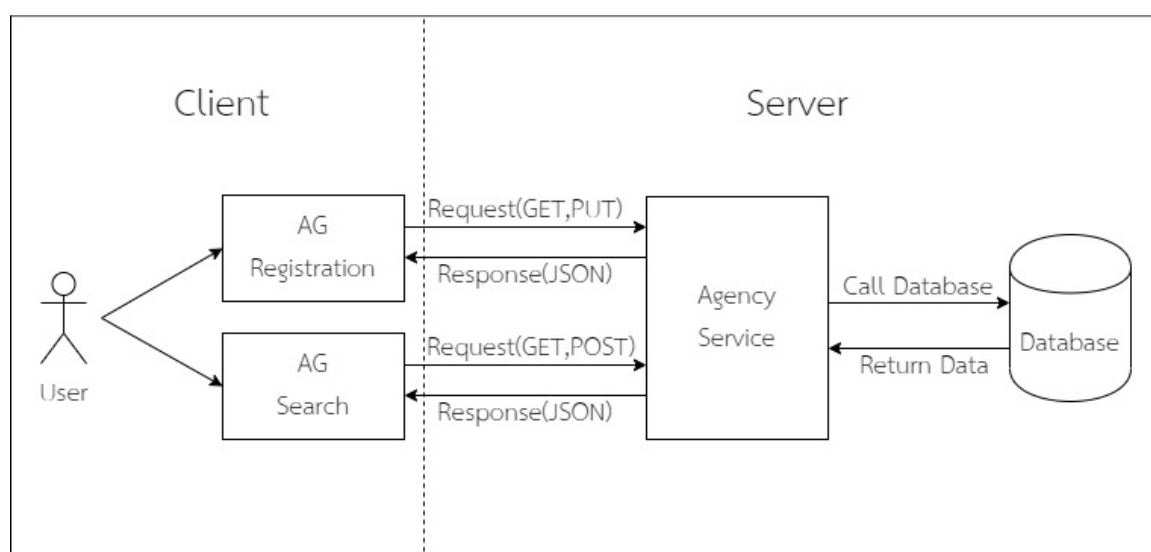 Client
Server
AG
Registration
Request(GET,PUT)
Response(JSON)
User
AG
Search
Request(GET,POST)
Response(JSON)
Agency
Service
Call Database
Return Data
Database